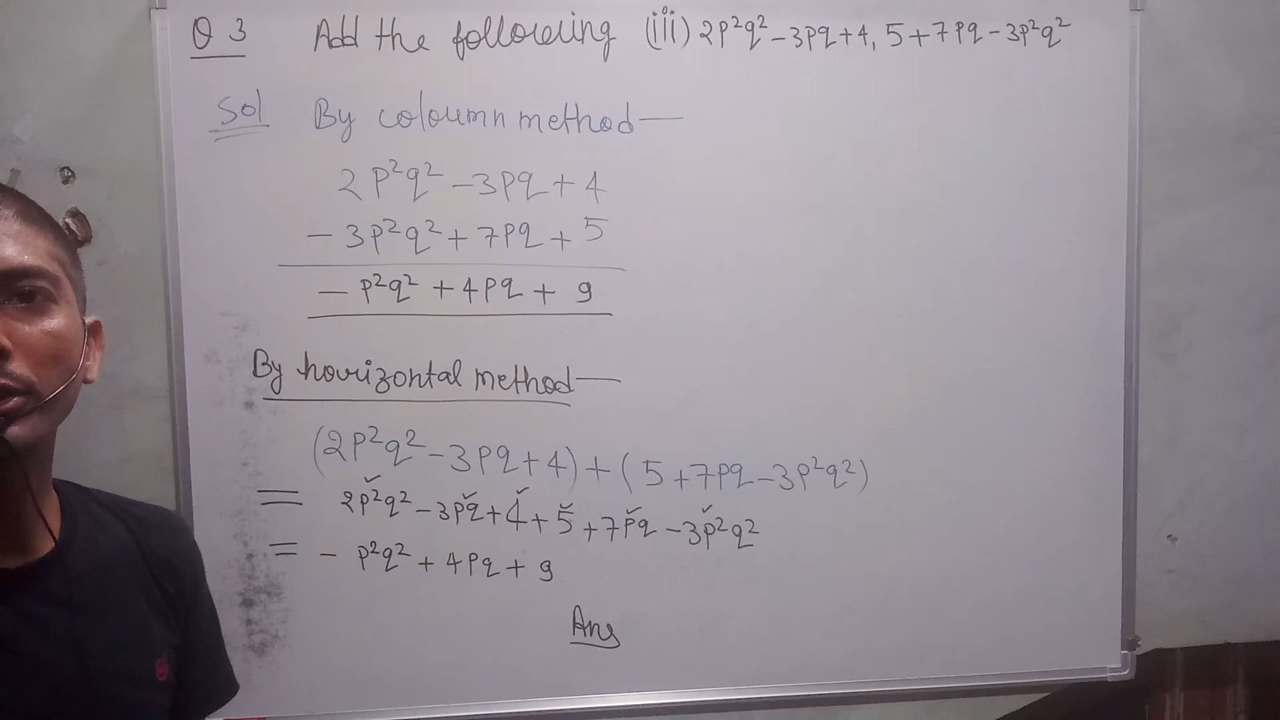 Q 3 Add the following (iii) 2p²q² - 3pq + 4, 5 + 7pq - 3p²q²
Sol By coloumn method —
2p²q² - 3pq + 4
- 3p²q² + 7pq + 5
- p²q² + 4pq + 9
By horizontal method —
(2p²q² - 3pq + 4) + (5 + 7pq - 3p²q²)
= 2p²q² - 3pq + 4 + 5 + 7pq - 3p²q²
= - p²q² + 4pq + 9
Ans